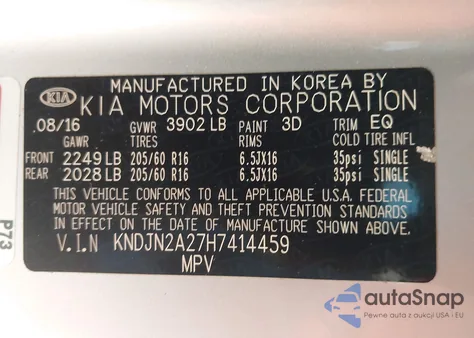 MANUFACTURED IN KOREA BY
KIA KIA MOTORS CORPORATION
08/16 GVWR 3902 LB PAINT 3D TRIM EQ
GAWR TIRES RIMS COLD TIRE INFL
FRONT 2249 LB 205/60 R16 6.5JX16 35psi SINGLE
REAR 2028 LB 205/60 R16 6.5JX16 35psi SINGLE
THIS VEHICLE CONFORMS TO ALL APPLICABLE U.S.A. FEDERAL
MOTOR VEHICLE SAFETY AND THEFT PREVENTION STANDARDS
IN EFFECT ON THE DATE OF MANUFACTURE SHOWN ABOVE.
V.I.N KNDJN2A27H7414459
MPV
P73
autoSnap
Pewne auta z aukcji USA i EU